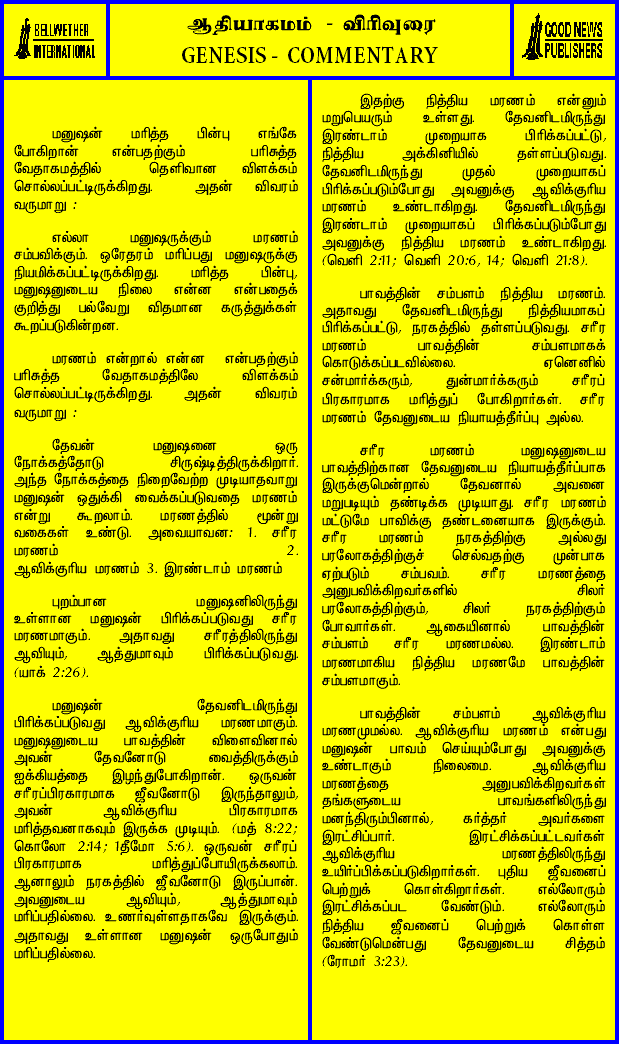 BELLWETHER
INTERNATIONAL
ஆதியாகமம் - விரிவுரை
GENESIS - COMMENTARY
GOOD NEWS
PUBLISHERS
மனுஷன் மரித்த பின்பு எங்கே
போகிறான் என்பதற்கும் பரிசுத்த
வேதாகமத்தில் தெளிவான விளக்கம்
சொல்லப்பட்டிருக்கிறது. அதன் விவரம்
வருமாறு :
எல்லா மனுஷருக்கும் மரணம்
சம்பவிக்கும். ஒரேதரம் மரிப்பது மனுஷருக்கு
நியமிக்கப்பட்டிருக்கிறது. மரித்த பின்பு,
மனுஷனுடைய நிலை என்ன என்பதைக்
குறித்து பல்வேறு விதமான கருத்துக்கள்
கூறப்படுகின்றன.
மரணம் என்றால் என்ன என்பதற்கும்
பரிசுத்த வேதாகமத்திலே விளக்கம்
சொல்லப்பட்டிருக்கிறது. அதன் விவரம்
வருமாறு :
தேவன் மனுஷனை ஒரு
நோக்கத்தோடு சிருஷ்டித்திருக்கிறார்.
அந்த நோக்கத்தை நிறைவேற்ற முடியாதவாறு
மனுஷன் ஒதுக்கி வைக்கப்படுவதை மரணம்
என்று கூறலாம். மரணத்தில் மூன்று
வகைகள் உண்டு. அவையாவன: 1. சரீர
மரணம் 2.
ஆவிக்குரிய மரணம் 3. இரண்டாம் மரணம்
புறம்பான மனுஷனிலிருந்து
உள்ளான மனுஷன் பிரிக்கப்படுவது சரீர
மரணமாகும். அதாவது சரீரத்திலிருந்து
ஆவியும், ஆத்துமாவும் பிரிக்கப்படுவது.
(யாக் 2:26).
மனுஷன் தேவனிடமிருந்து
பிரிக்கப்படுவது ஆவிக்குரிய மரணமாகும்.
மனுஷனுடைய பாவத்தின் விளைவினால்
அவன் தேவனோடு வைத்திருக்கும்
ஐக்கியத்தை இழந்துபோகிறான். ஒருவன்
சரீரப்பிரகாரமாக ஜீவனோடு இருந்தாலும்,
அவன் ஆவிக்குரிய பிரகாரமாக
மரித்தவனாகவும் இருக்க முடியும். (மத் 8:22;
கொலோ 2:14; 1தீமோ 5:6). ஒருவன் சரீரப்
பிரகாரமாக மரித்துப்போயிருக்கலாம்.
ஆனாலும் நரகத்தில் ஜீவனோடு இருப்பான்.
அவனுடைய ஆவியும், ஆத்துமாவும்
மரிப்பதில்லை. உணர்வுள்ளதாகவே இருக்கும்.
அதாவது உள்ளான மனுஷன் ஒருபோதும்
மரிப்பதில்லை.
இதற்கு நித்திய மரணம் என்னும்
மறுபெயரும் உள்ளது. தேவனிடமிருந்து
இரண்டாம் முறையாக பிரிக்கப்பட்டு,
நித்திய அக்கினியில் தள்ளப்படுவது.
தேவனிடமிருந்து முதல் முறையாகப்
பிரிக்கப்படும்போது அவனுக்கு ஆவிக்குரிய
மரணம் உண்டாகிறது. தேவனிடமிருந்து
இரண்டாம் முறையாகப் பிரிக்கப்படும்போது
அவனுக்கு நித்திய மரணம் உண்டாகிறது.
(வெளி 2:11; வெளி 20:6, 14; வெளி 21:8).
பாவத்தின் சம்பளம் நித்திய மரணம்.
அதாவது தேவனிடமிருந்து நித்தியமாகப்
பிரிக்கப்பட்டு, நரகத்தில் தள்ளப்படுவது. சரீர
மரணம் பாவத்தின் சம்பளமாகக்
கொடுக்கப்படவில்லை. ஏனெனில்
சன்மார்க்கரும், துன்மார்க்கரும் சரீரப்
பிரகாரமாக மரித்துப் போகிறார்கள். சரீர
மரணம் தேவனுடைய நியாயத்தீர்ப்பு அல்ல.
சரீர மரணம் மனுஷனுடைய
பாவத்திற்கான தேவனுடைய நியாயத்தீர்ப்பாக
இருக்குமென்றால் தேவனால் அவனை
மறுபடியும் தண்டிக்க முடியாது. சரீர மரணம்
மட்டுமே பாவிக்கு தண்டனையாக இருக்கும்.
சரீர மரணம் நரகத்திற்கு அல்லது
பரலோகத்திற்குச் செல்வதற்கு முன்பாக
ஏற்படும் சம்பவம். சரீர மரணத்தை
அனுபவிக்கிறவர்களில் சிலர்
பரலோகத்திற்கும், சிலர் நரகத்திற்கும்
போவார்கள். ஆகையினால் பாவத்தின்
சம்பளம் சரீர மரணமல்ல. இரண்டாம்
மரணமாகிய நித்திய மரணமே பாவத்தின்
சம்பளமாகும்.
பாவத்தின் சம்பளம் ஆவிக்குரிய
மரணமுமல்ல. ஆவிக்குரிய மரணம் என்பது
மனுஷன் பாவம் செய்யும்போது அவனுக்கு
உண்டாகும் நிலைமை. ஆவிக்குரிய
மரணத்தை அனுபவிக்கிறவர்கள்
தங்களுடைய பாவங்களிலிருந்து
மனந்திரும்பினால், கர்த்தர் அவர்களை
இரட்சிப்பார். இரட்சிக்கப்பட்டவர்கள்
ஆவிக்குரிய மரணத்திலிருந்து
உயிர்ப்பிக்கப்படுகிறார்கள். புதிய ஜீவனைப்
பெற்றுக் கொள்கிறார்கள். எல்லோரும்
இரட்சிக்கப்பட வேண்டும். எல்லோரும்
நித்திய ஜீவனைப் பெற்றுக் கொள்ள
வேண்டுமென்பது தேவனுடைய சித்தம்
(ரோமர் 3:23).